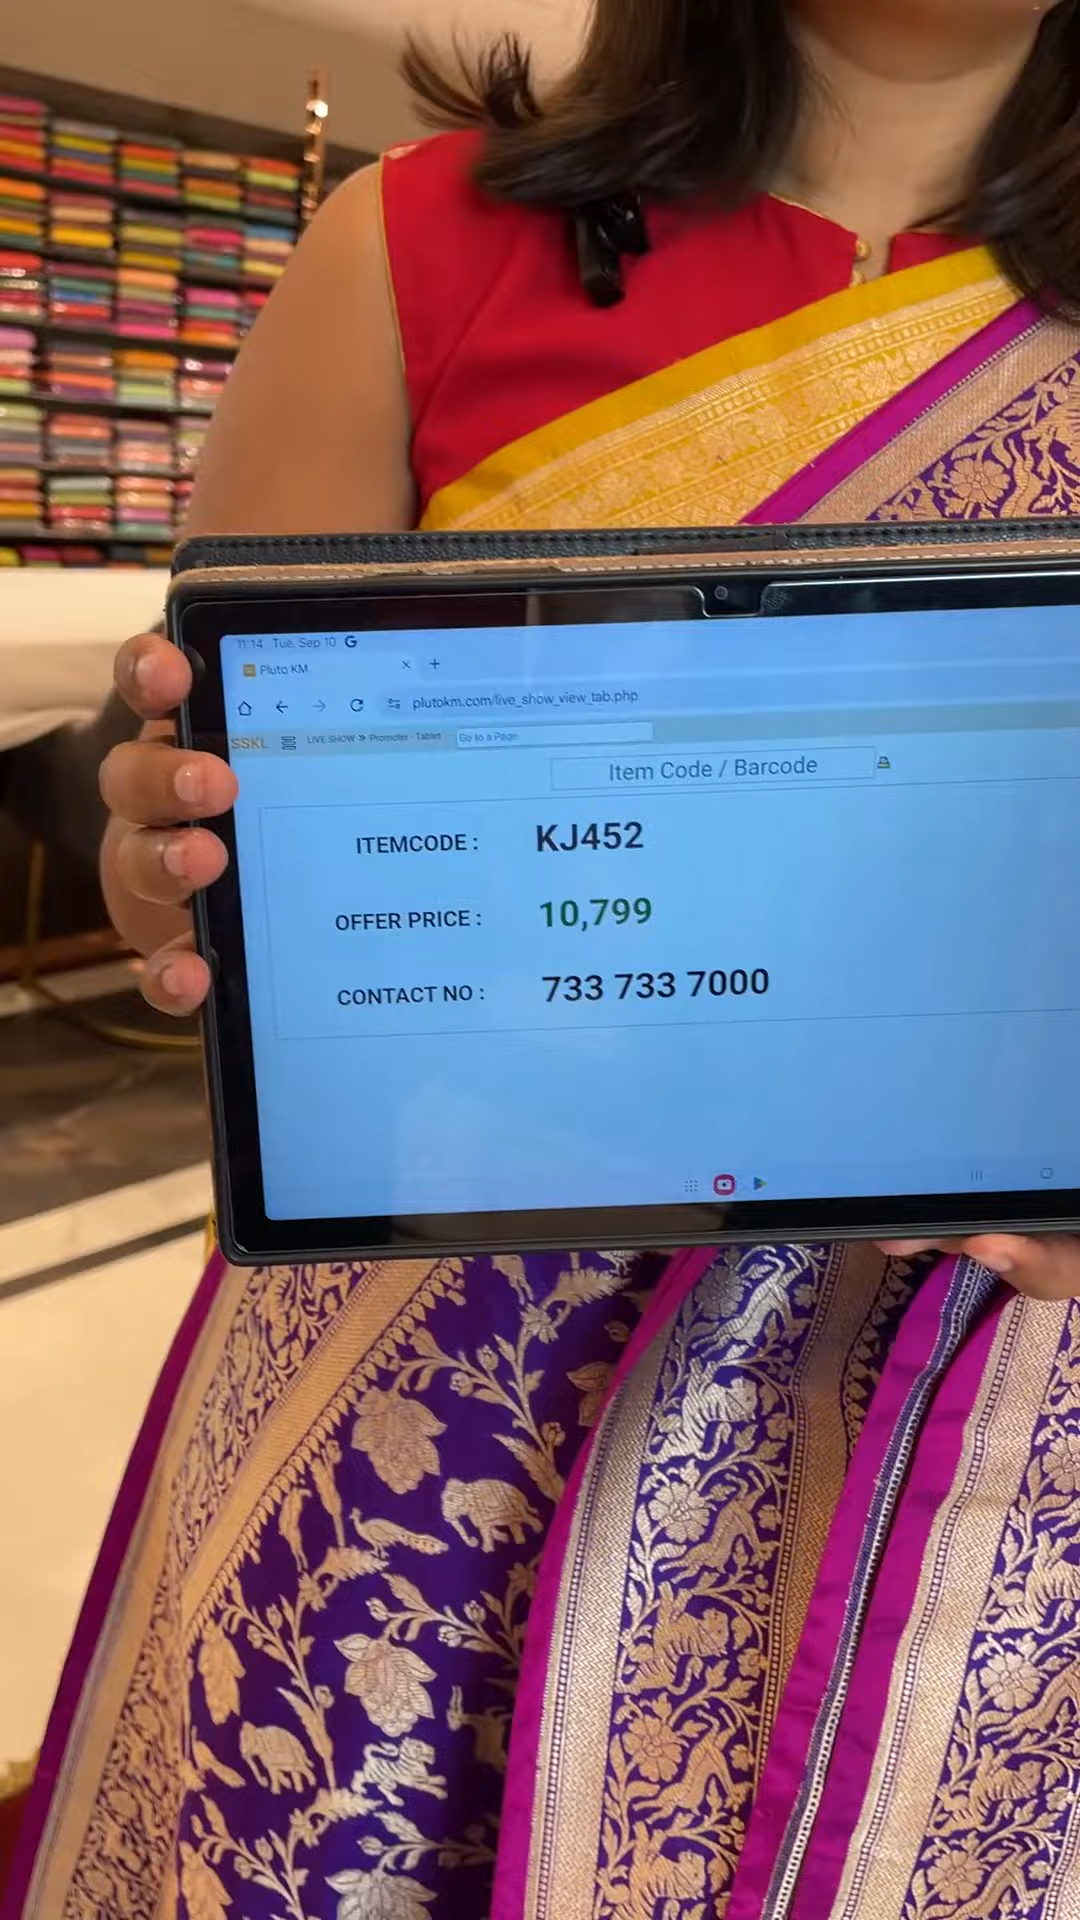 11:14 Tue, Sep 10 G
Pluto KM
plutokm.com/live_show_view_tab.php
SSKL LIVE SHOW » Promoter - Tablet Go to a Page
Item Code / Barcode
ITEMCODE : KJ452
OFFER PRICE : 10,799
CONTACT NO : 733 733 7000